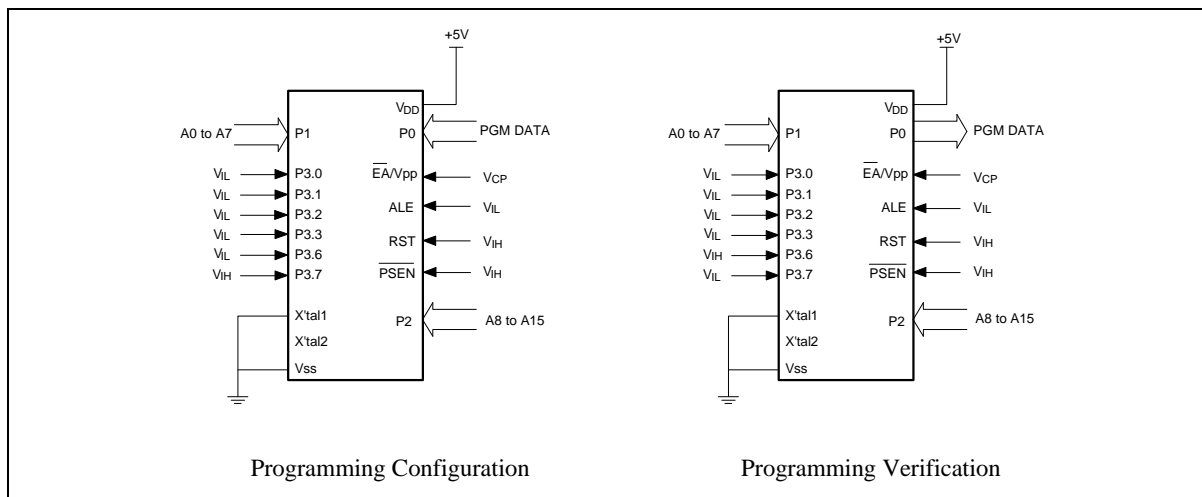 +5V
VDD
A0 to A7
P1
P0
PGM DATA
VIL
P3.0
EA/Vpp
VCP
VIL
P3.1
VIL
P3.2
ALE
VIL
VIL
P3.3
RST
VIH
VIL
P3.6
VIH
P3.7
PSEN
VIH
X'tal1
P2
A8 to A15
X'tal2
Vss
Programming Configuration
+5V
VDD
A0 to A7
P1
P0
PGM DATA
VIL
P3.0
EA/Vpp
VCP
VIL
P3.1
VIL
P3.2
ALE
VIL
VIL
P3.3
RST
VIH
VIH
P3.6
VIL
P3.7
PSEN
VIH
X'tal1
P2
A8 to A15
X'tal2
Vss
Programming Verification